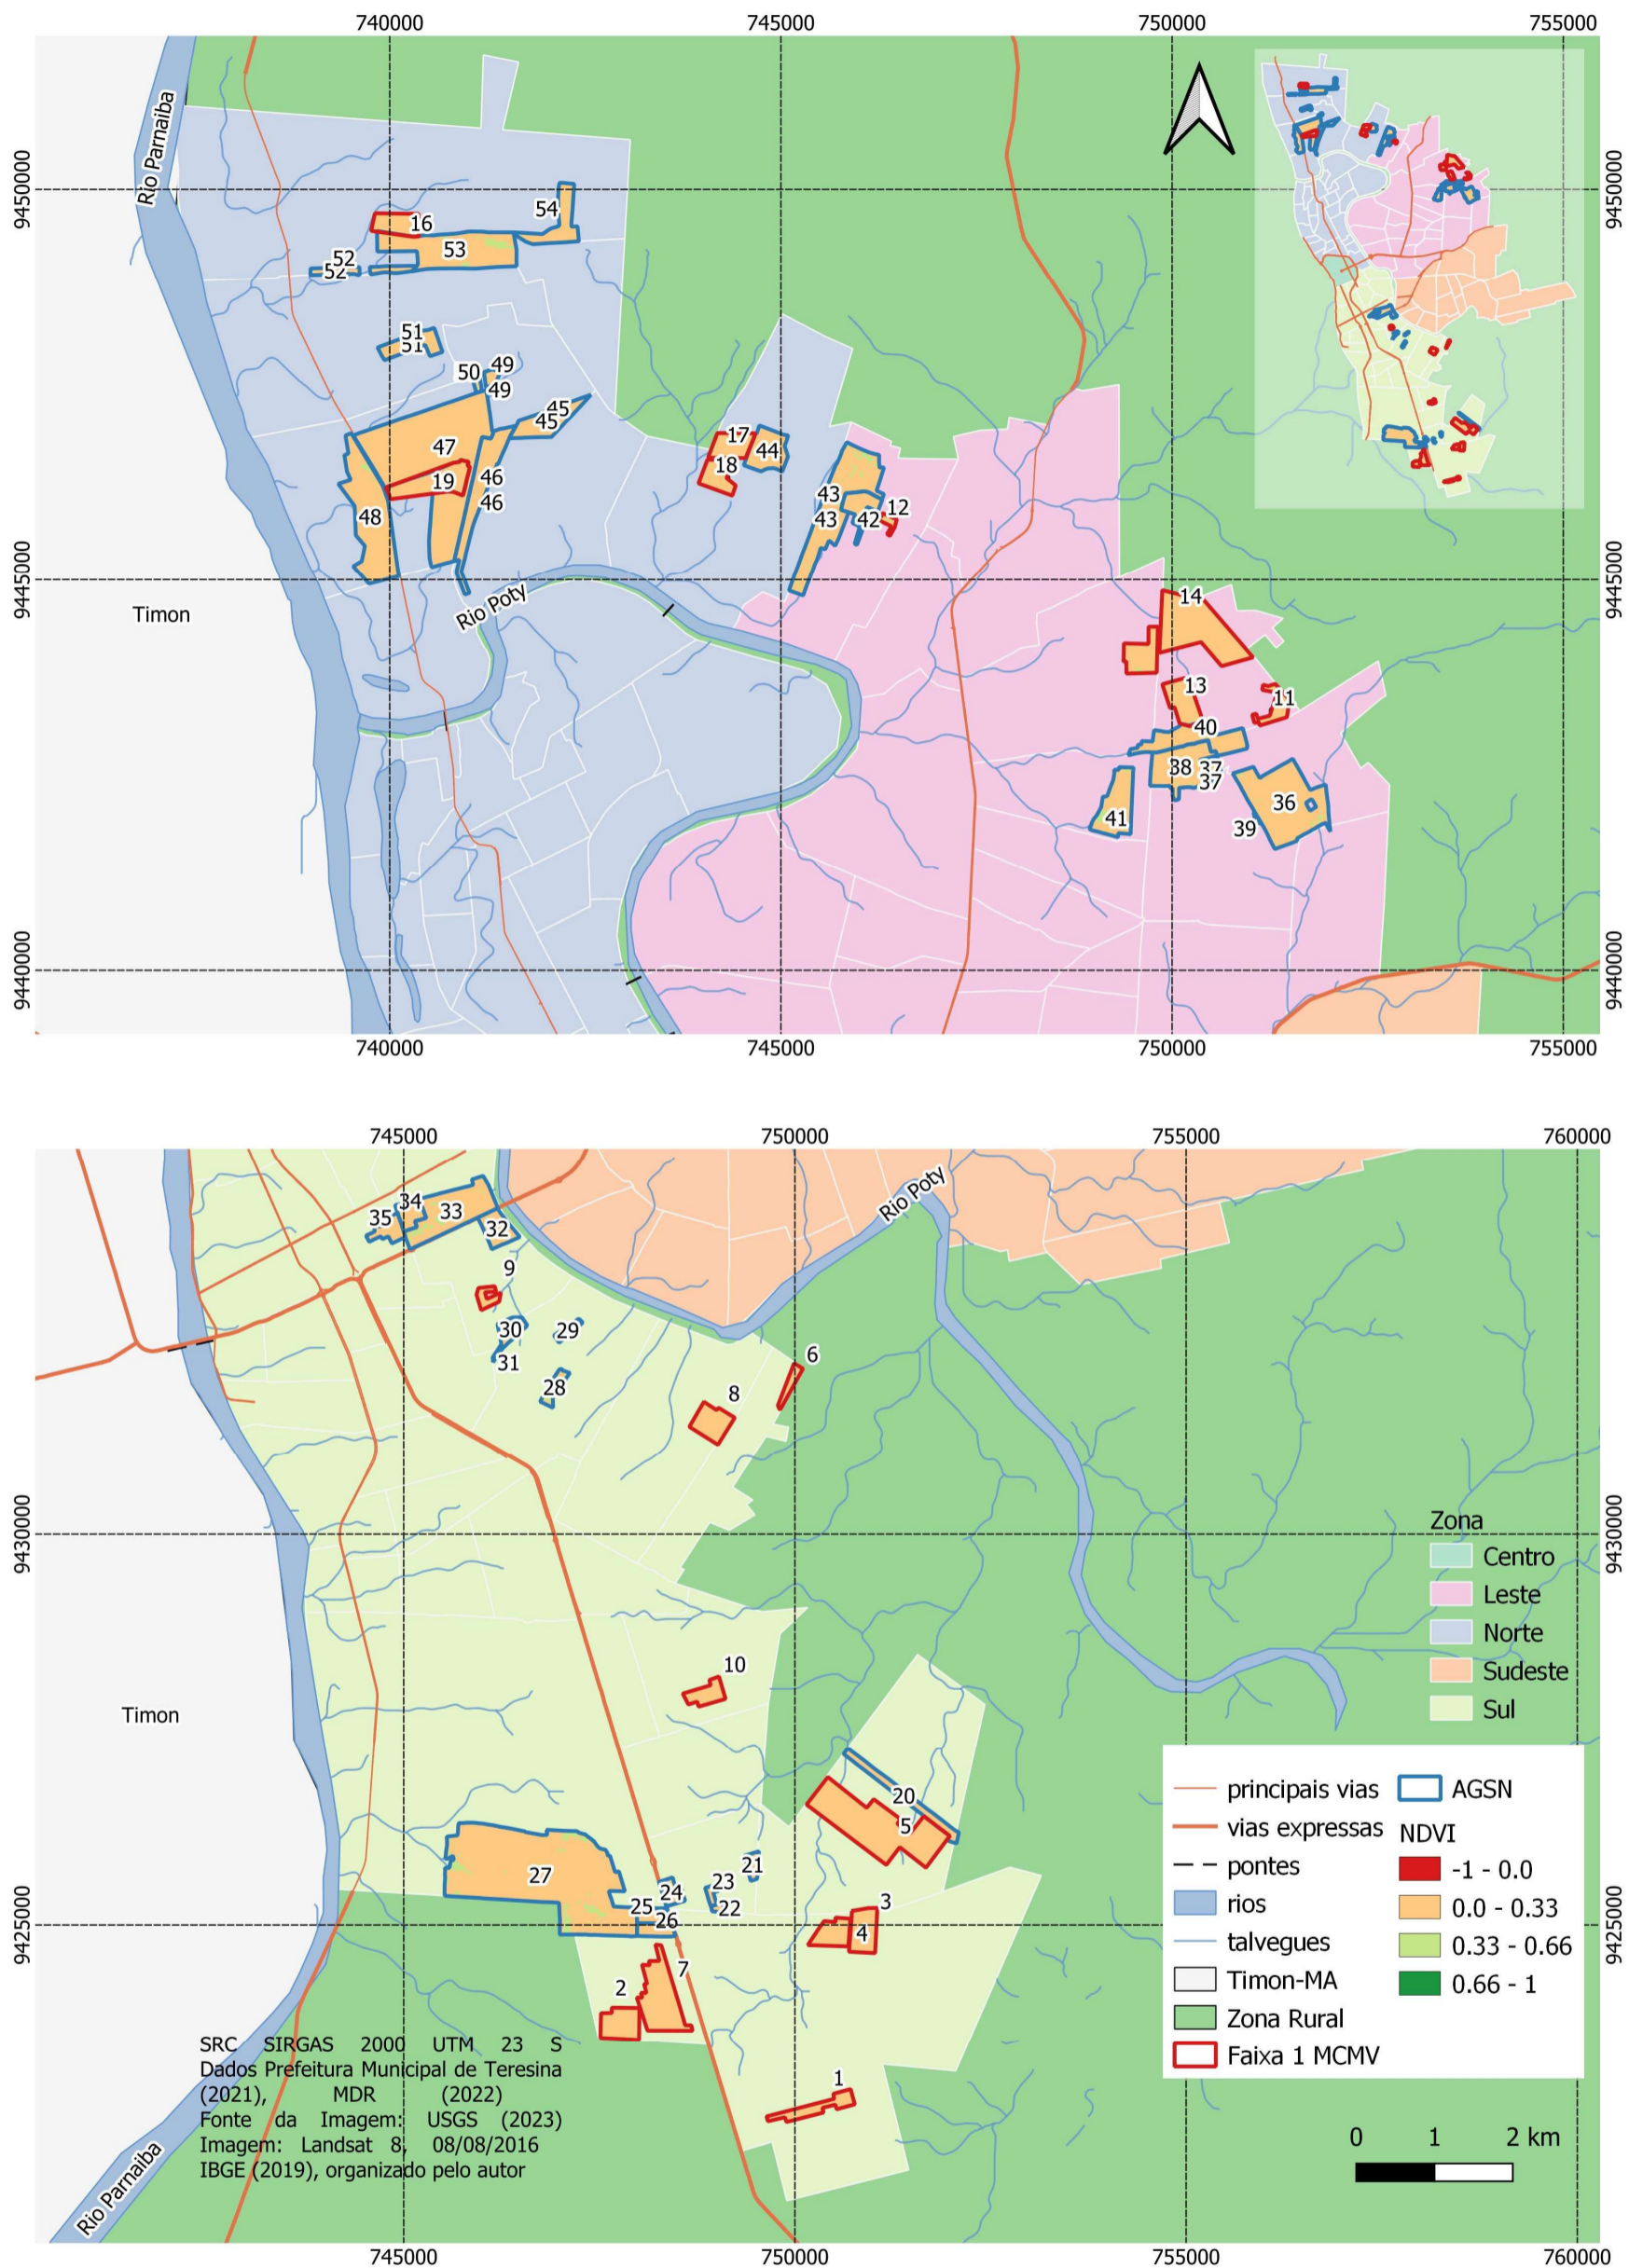 740000 745000 750000 755000
Rio Parnaiba
9450000 9450000
54
16
53
52
52
51
51
49
50
49
45
45
47
17
44
18
46
19
46
48
43
43
12
42
9445000 9445000
Rio Poty
Timon
14
13
11
40
38 37
37
36
41
39
9440000 9440000
740000 745000 750000 755000
745000 750000 755000 760000
Rio Poty
34
35
33
32
9
30
29
31
6
28
8
9430000 9430000
Zona
Centro
Leste
Norte
Sudeste
Sul
10
Timon
20
5
27
21
23
24
25
22
26
3
4
9425000 9425000
7
2
1
principais vias
AGSN
vias expressas
NDVI
pontes
-1 - 0.0
rios
0.0 - 0.33
talvegues
0.33 - 0.66
Timon-MA
0.66 - 1
Zona Rural
Faixa 1 MCMV
SRC SIRGAS 2000 UTM 23 S
Dados Prefeitura Municipal de Teresina
(2021), MDR (2022)
Fonte da Imagem: USGS (2023)
Imagem: Landsat 8, 08/08/2016
IBGE (2019), organizado pelo autor
0 1 2 km
Rio Parnaiba
745000 750000 755000 760000